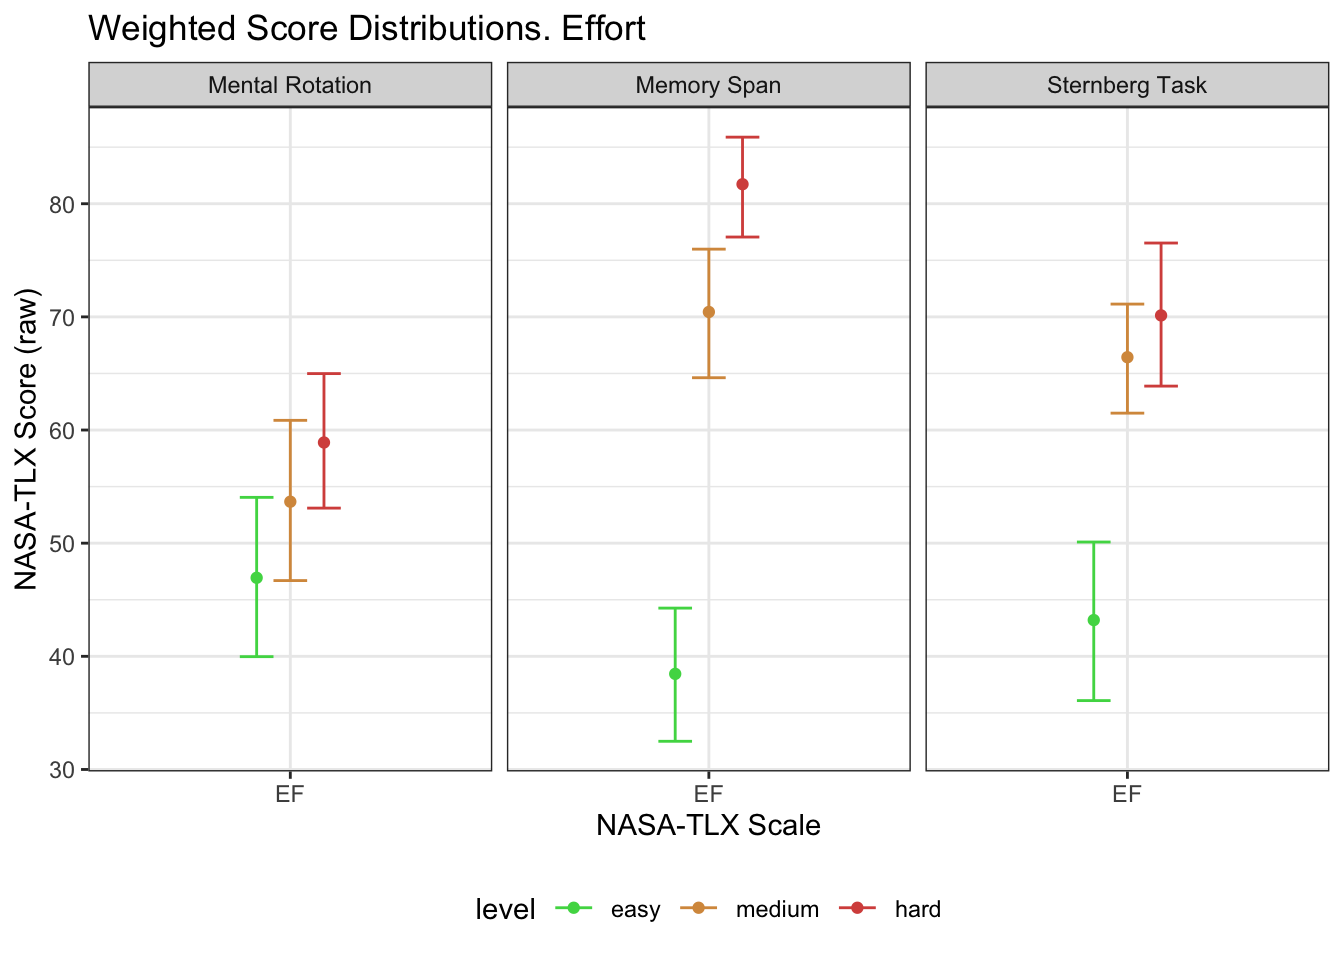 Weighted Score Distributions. Effort
Mental Rotation
Memory Span
Sternberg Task
NASA-TLX Score (raw)
80
70
60
50
40
30
EF
EF
EF
NASA-TLX Scale
level
easy
medium
hard